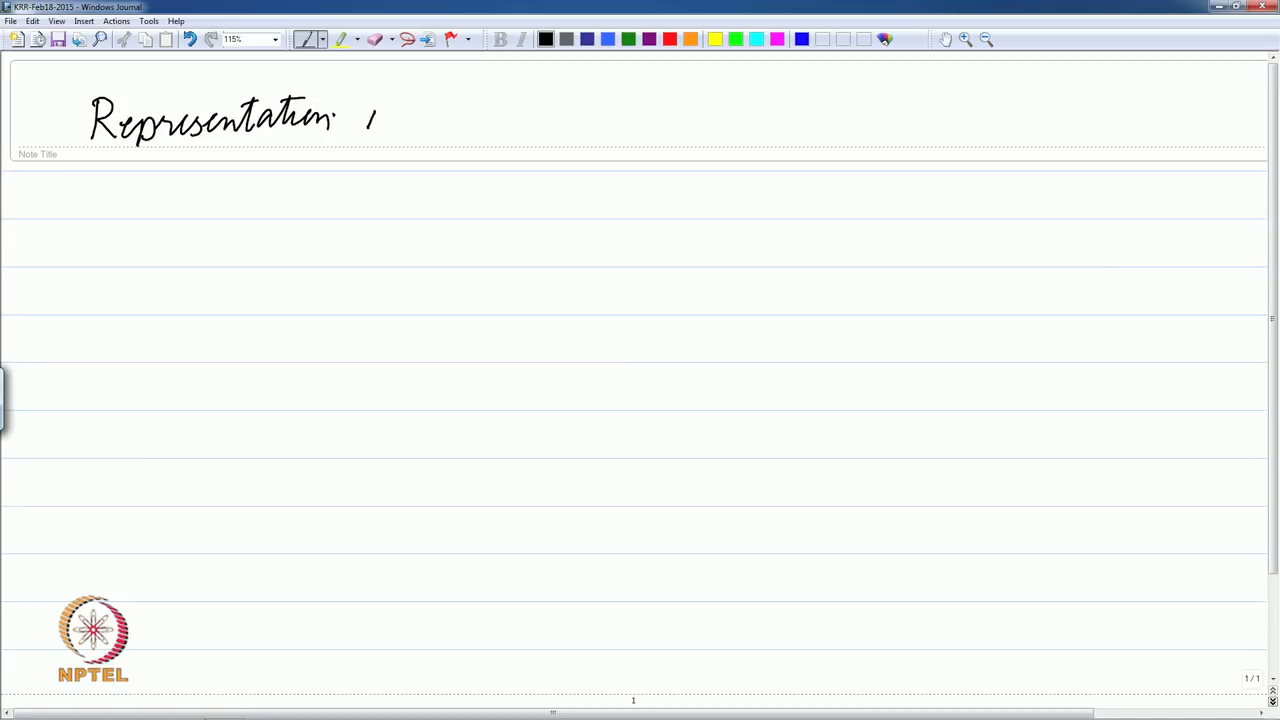 KRR-Feb18-2015 - Windows Journal
File Edit View Insert Actions Tools Help
115%
Representation
Note Title
NPTEL
1 / 1
1